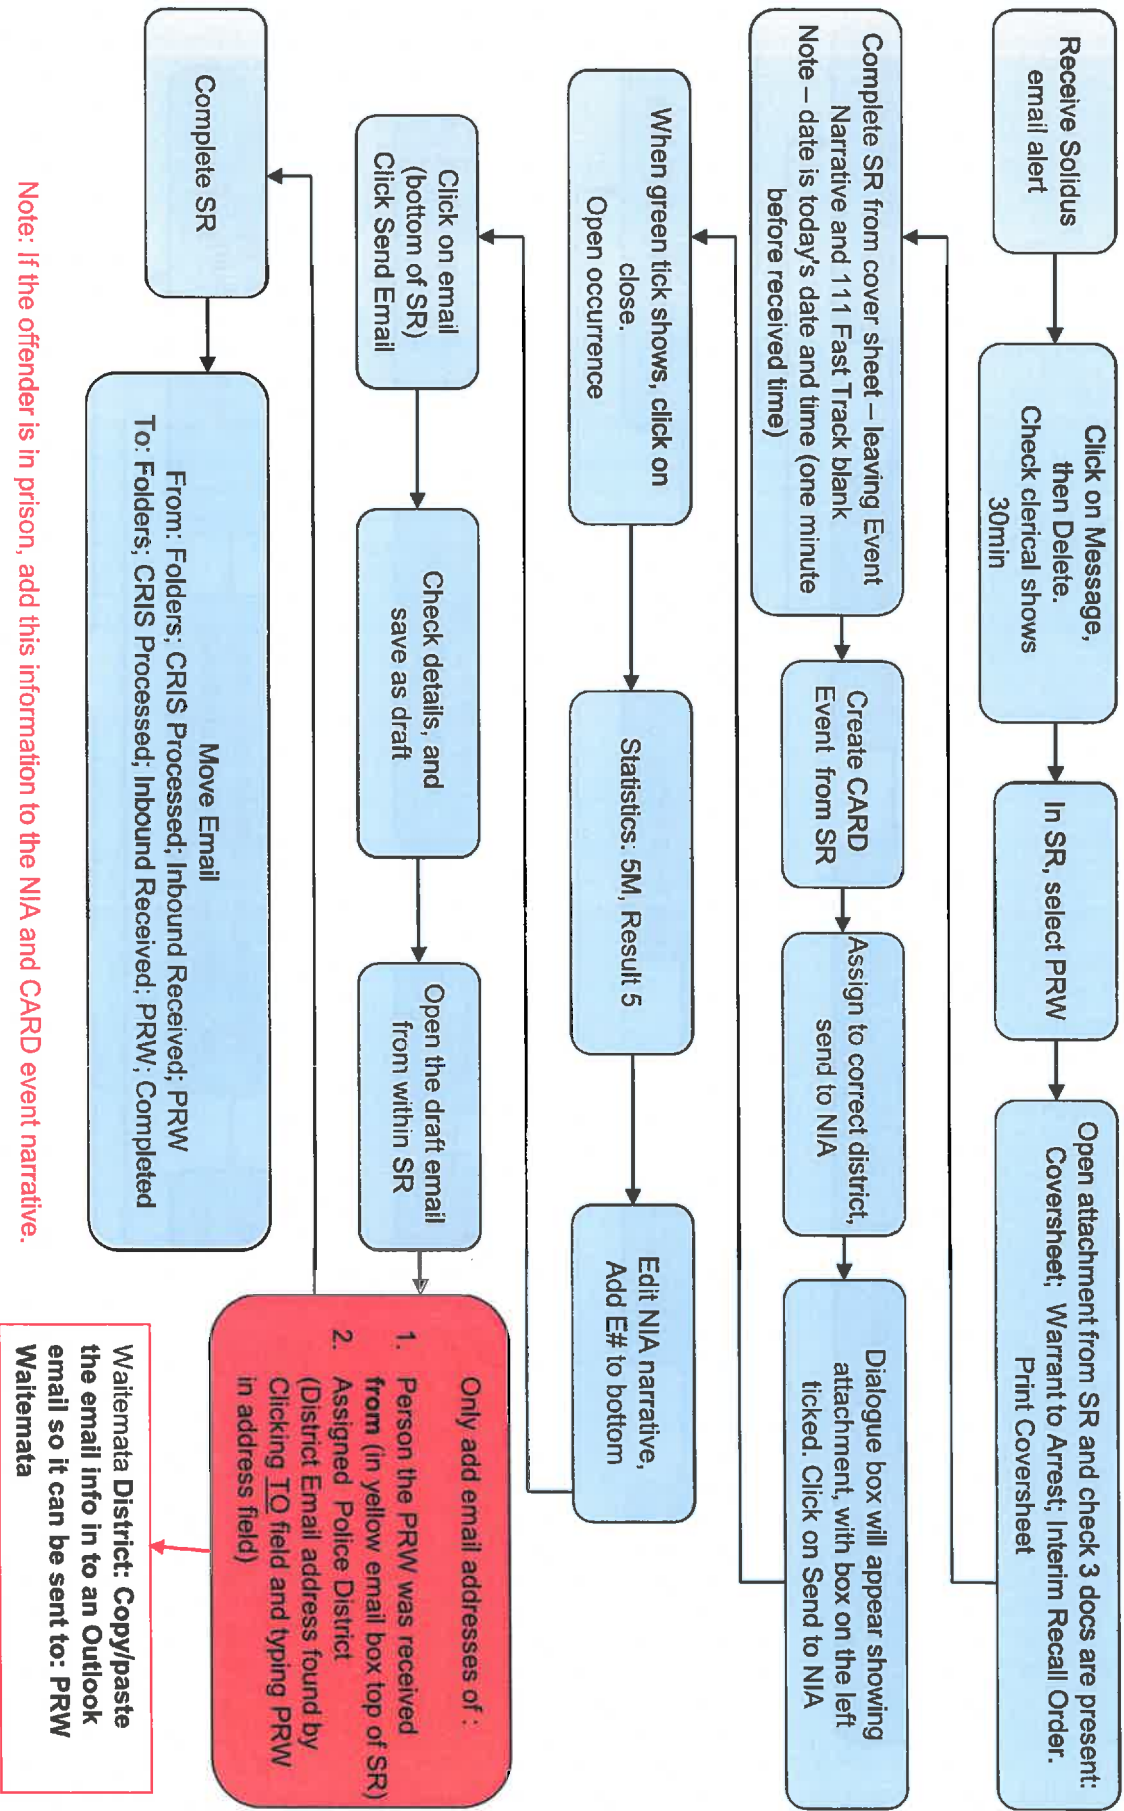 Receive Solidus
email alert
Click on Message,
then Delete.
Check clerical shows
30min
In SR, select PRW
Open attachment from SR and check 3 docs are present:
Coversheet; Warrant to Arrest; Interim Recall Order.
Print Coversheet
Complete SR from cover sheet – leaving Event
Narrative and 111 Fast Track blank
Note – date is today's date and time (one minute
before received time)
Create CARD
Event from SR
Assign to correct district,
send to NIA
Dialogue box will appear showing
attachment, with box on the left
ticked. Click on Send to NIA
When green tick shows, click on
close.
Open occurrence
Statistics: 5M, Result 5
Edit NIA narrative,
Add E# to bottom
Click on email
(bottom of SR)
Click Send Email
Check details, and
save as draft
Open the draft email
from within SR
Only add email addresses of :
1. Person the PRW was received
from (in yellow email box top of SR)
2. Assigned Police District
(District Email address found by
Clicking TO field and typing PRW
in address field)
Complete SR
Move Email
From: Folders; CRIS Processed; Inbound Received; PRW
To: Folders; CRIS Processed; Inbound Received; PRW; Completed
Waitemata District: Copy/paste
the email info in to an Outlook
email so it can be sent to: PRW
Waitemata
Note: If the offender is in prison, add this information to the NIA and CARD event narrative.